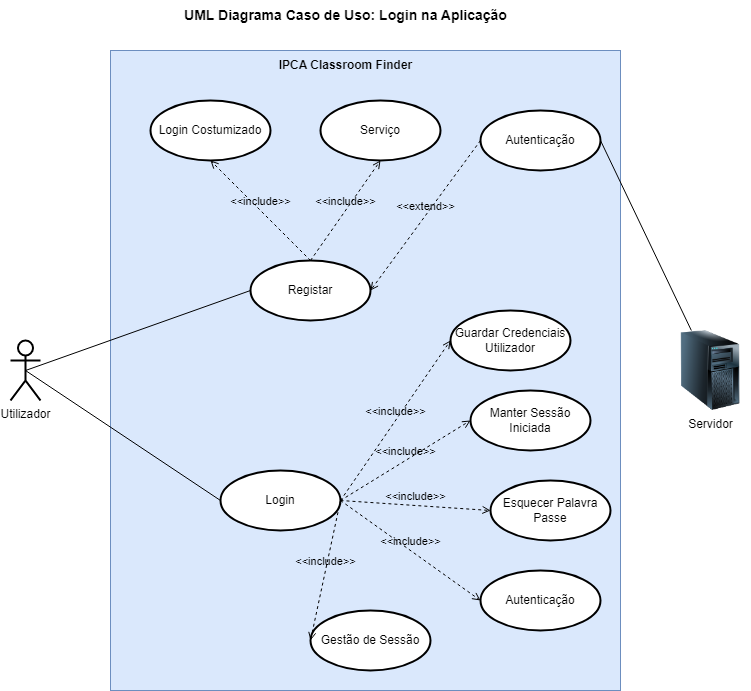 UML Diagrama Caso de Uso: Login na Aplicação
IPCA Classroom Finder
Login Costumizado
Serviço
Autenticação
<<include>>
<<include>>
<<extend>>
Registar
Guardar Credenciais
Utilizador
<<include>>
Manter Sessão
Iniciada
<<include>>
Utilizador
Servidor
Login
<<include>>
Esquecer Palavra
Passe
<<include>>
<<include>>
Autenticação
Gestão de Sessão